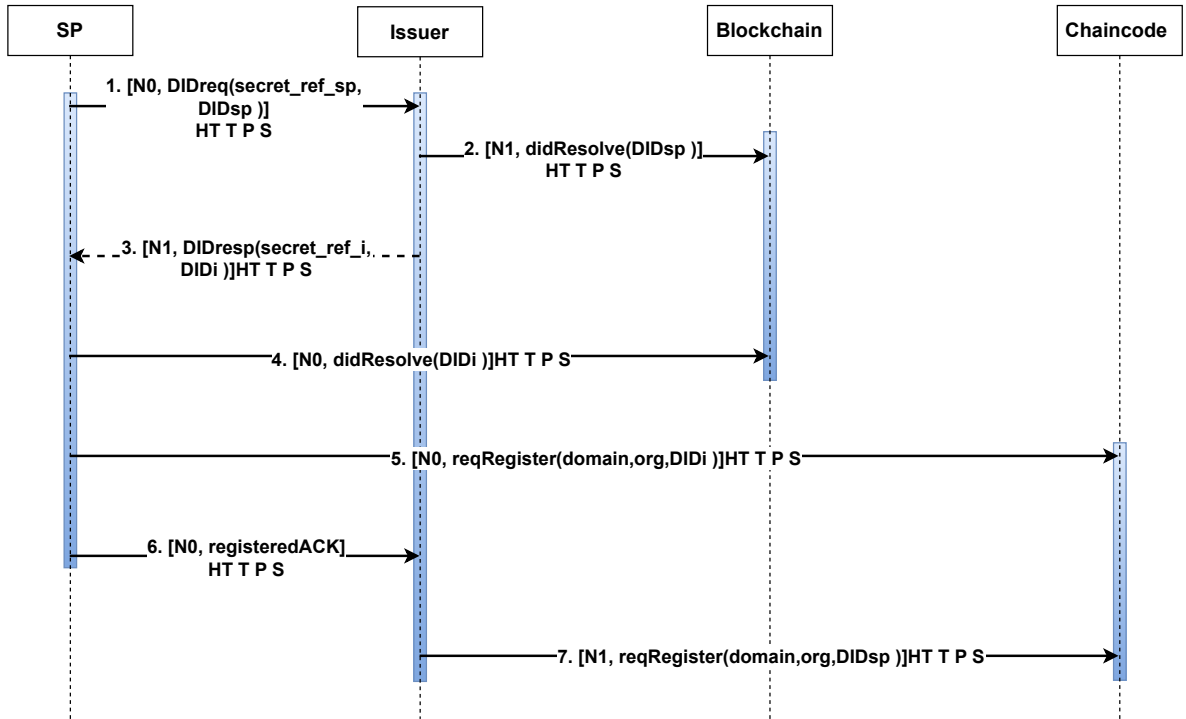 SP
Issuer
Blockchain
Chaincode
1. [N0, DIDreq(secret_ref_sp,
DIDsp )]
HT T P S
2. [N1, didResolve(DIDsp )]
HT T P S
3. [N1, DIDresp(secret_ref_i,
DIDi )]HT T P S
4. [N0, didResolve(DIDi )]HT T P S
5. [N0, reqRegister(domain,org,DIDi )]HT T P S
6. [N0, registeredACK]
HT T P S
7. [N1, reqRegister(domain,org,DIDsp )]HT T P S